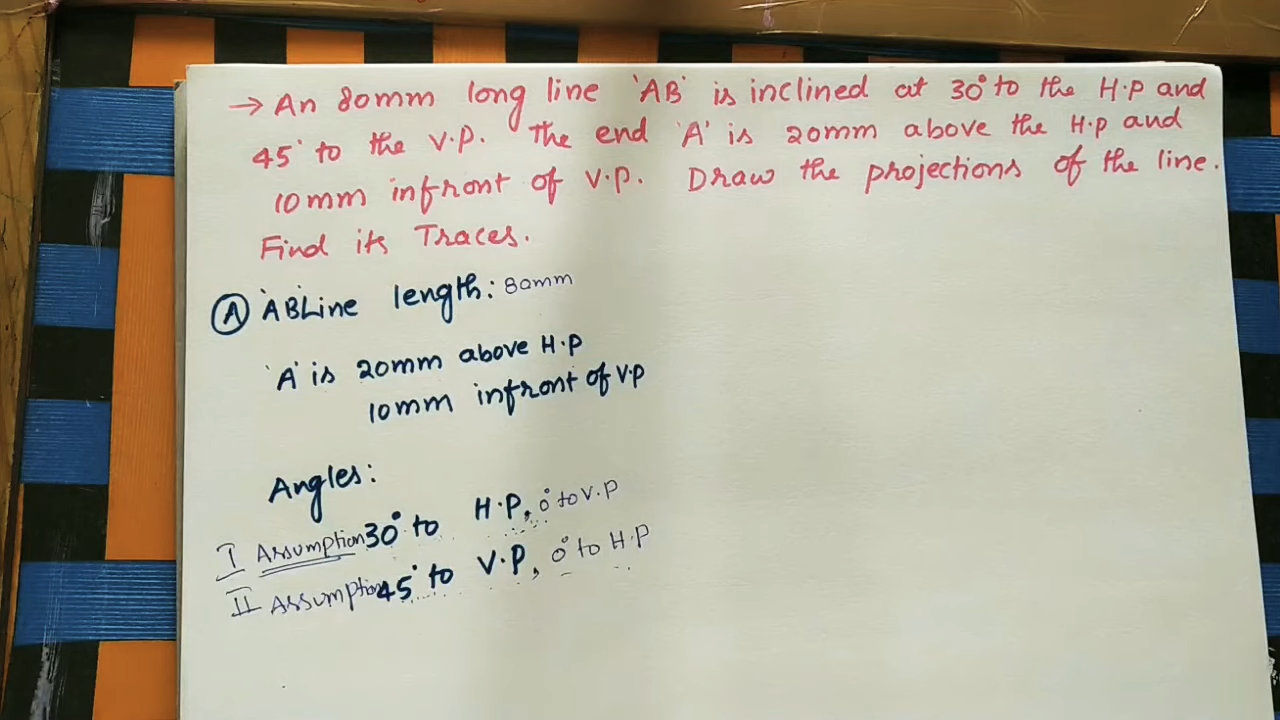 → An 80mm long line 'AB' is inclined at 30° to the H.P and
45° to the V.P. The end 'A' is 20mm above the H.p and
10mm infront of V.P. Draw the projections of the line.
Find its Traces.
Ⓐ 'AB' Line length: 80mm
'A' is 20mm above H.P
10mm infront of V.P
Angles:
I Assumption 30° to H.P, 0° to V.P
II Assumption 45° to V.P, 0° to H.P